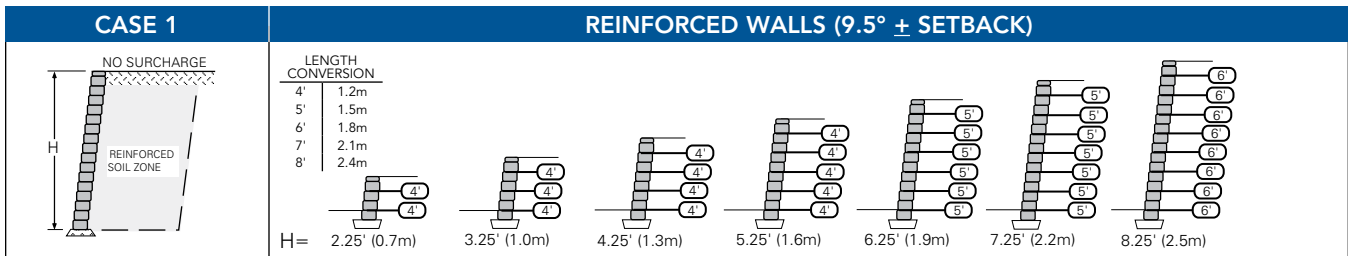 CASE 1
REINFORCED WALLS (9.5° ± SETBACK)
NO SURCHARGE
H
REINFORCED
SOIL ZONE
LENGTH
CONVERSION
4' 1.2m
5' 1.5m
6' 1.8m
7' 2.1m
8' 2.4m
4'
4'
4'
4'
4'
4'
4'
4'
4'
4'
4'
4'
4'
4'
5'
5'
5'
5'
5'
5'
5'
5'
5'
5'
5'
5'
5'
6'
6'
6'
6'
6'
6'
6'
6'
H= 2.25' (0.7m) 3.25' (1.0m) 4.25' (1.3m) 5.25' (1.6m) 6.25' (1.9m) 7.25' (2.2m) 8.25' (2.5m)